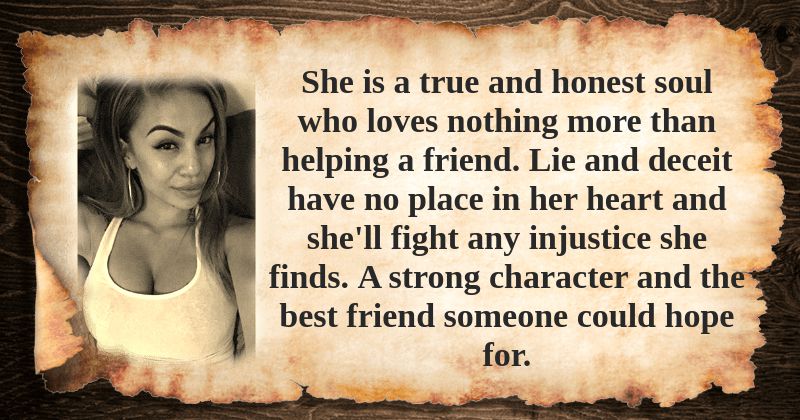 She is a true and honest soul
who loves nothing more than
helping a friend. Lie and deceit
have no place in her heart and
she'll fight any injustice she
finds. A strong character and the
best friend someone could hope
for.